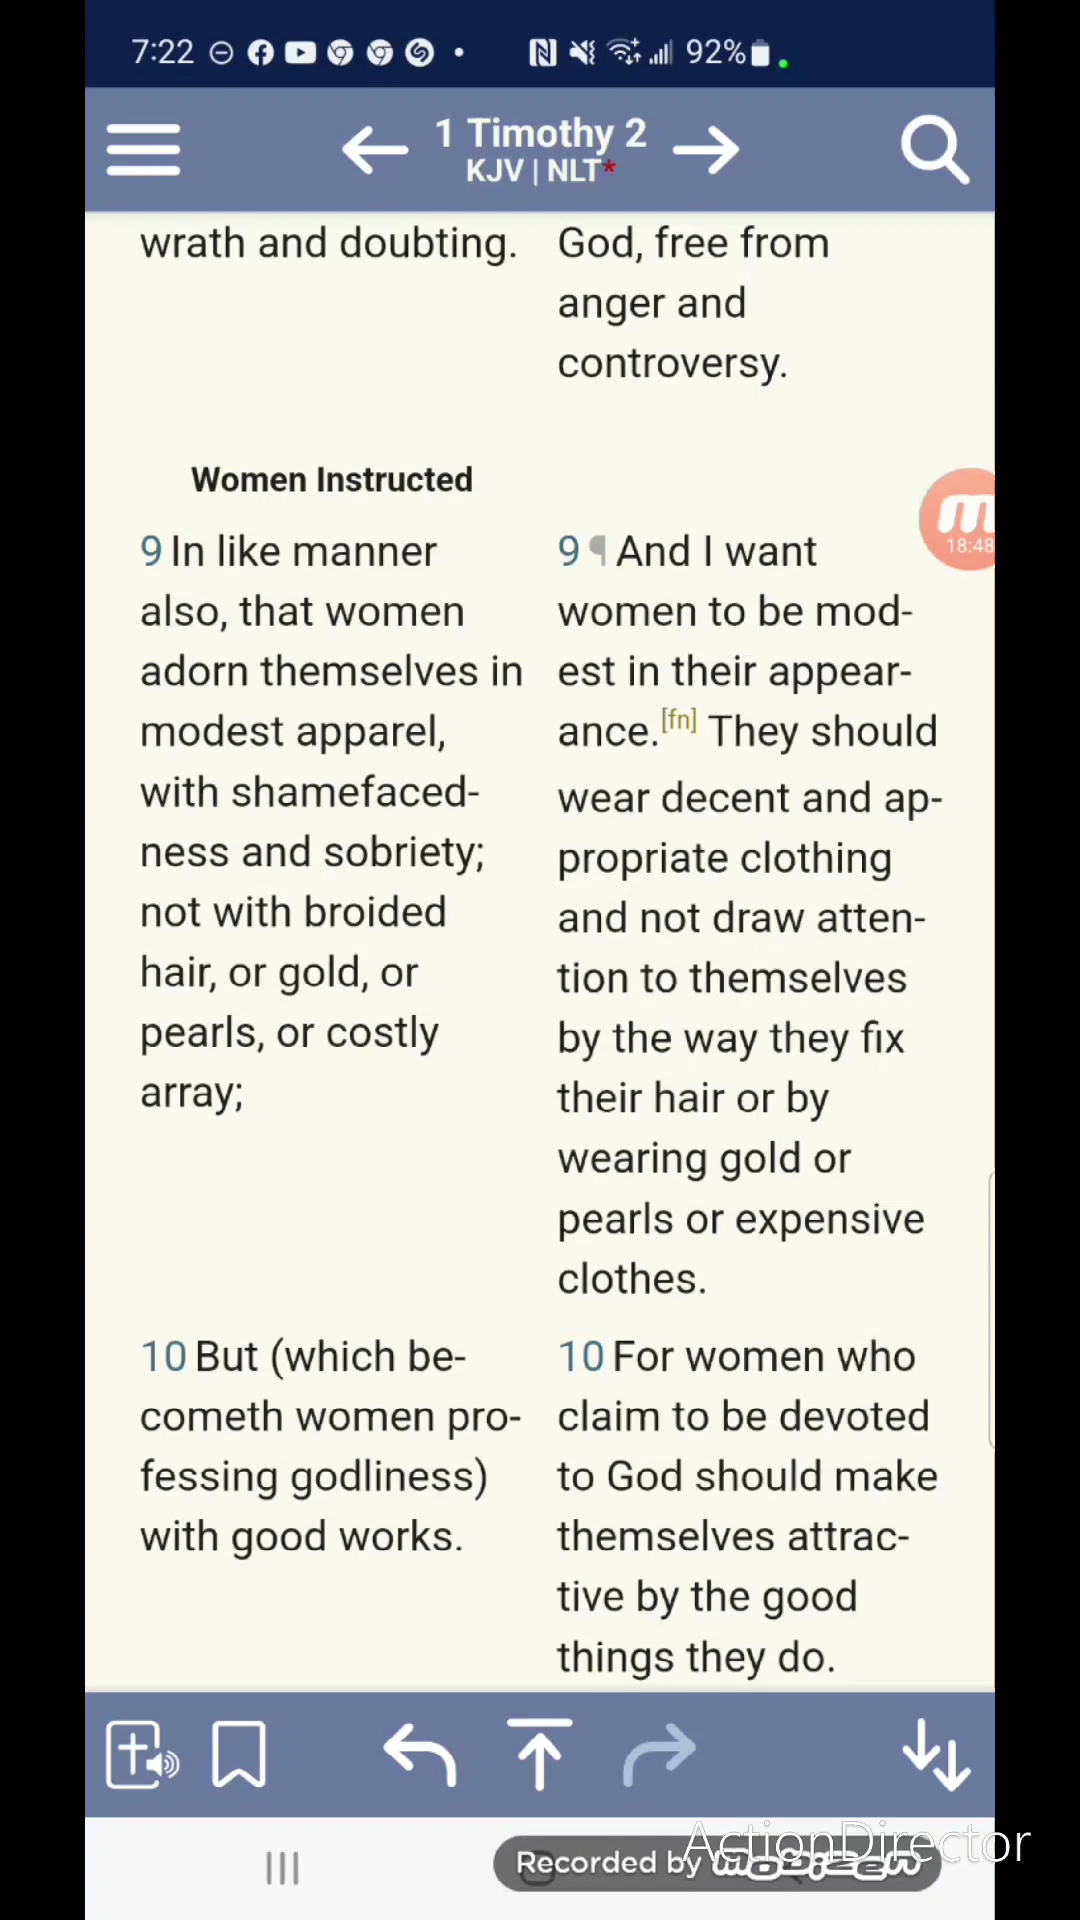 7:22
92%
1 Timothy 2
KJV | NLT*
wrath and doubting.
God, free from
anger and
controversy.
Women Instructed
9 In like manner
also, that women
adorn themselves in
modest apparel,
with shamefaced-
ness and sobriety;
not with broided
hair, or gold, or
pearls, or costly
array;
9 ¶ And I want
women to be mod-
est in their appear-
ance.[fn] They should
wear decent and ap-
propriate clothing
and not draw atten-
tion to themselves
by the way they fix
their hair or by
wearing gold or
pearls or expensive
clothes.
18:48
10 But (which be-
cometh women pro-
fessing godliness)
with good works.
10 For women who
claim to be devoted
to God should make
themselves attrac-
tive by the good
things they do.
ActionDirector
Recorded by mobizen